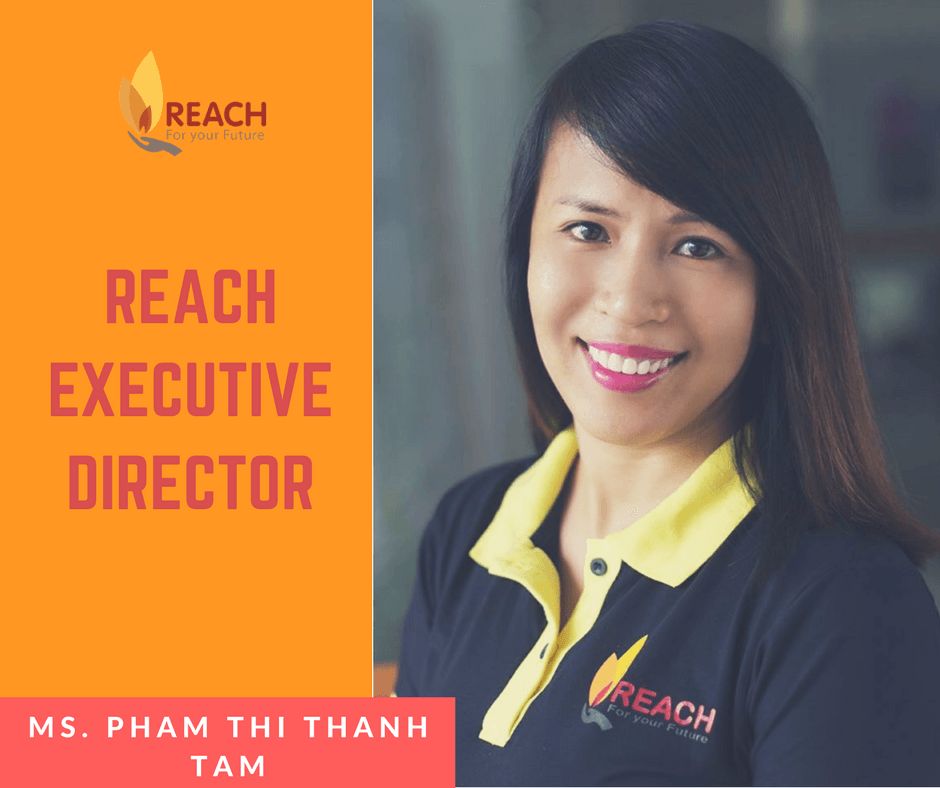 REACH
For your Future
REACH
EXECUTIVE
DIRECTOR
MS. PHAM THI THANH
TAM
REACH
For your Future